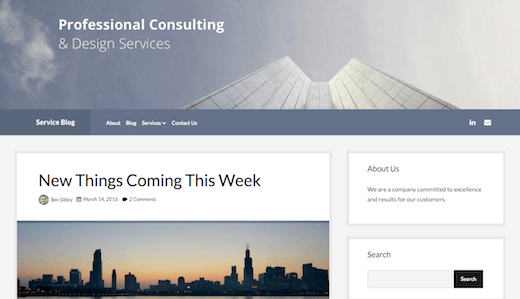 Professional Consulting
& Design Services
Service Blog
About Blog Services Contact Us
New Things Coming This Week
Ben Sibley March 14, 2016 2 Comments
About Us
We are a company committed to excellence
and results for our customers.
Search
Search